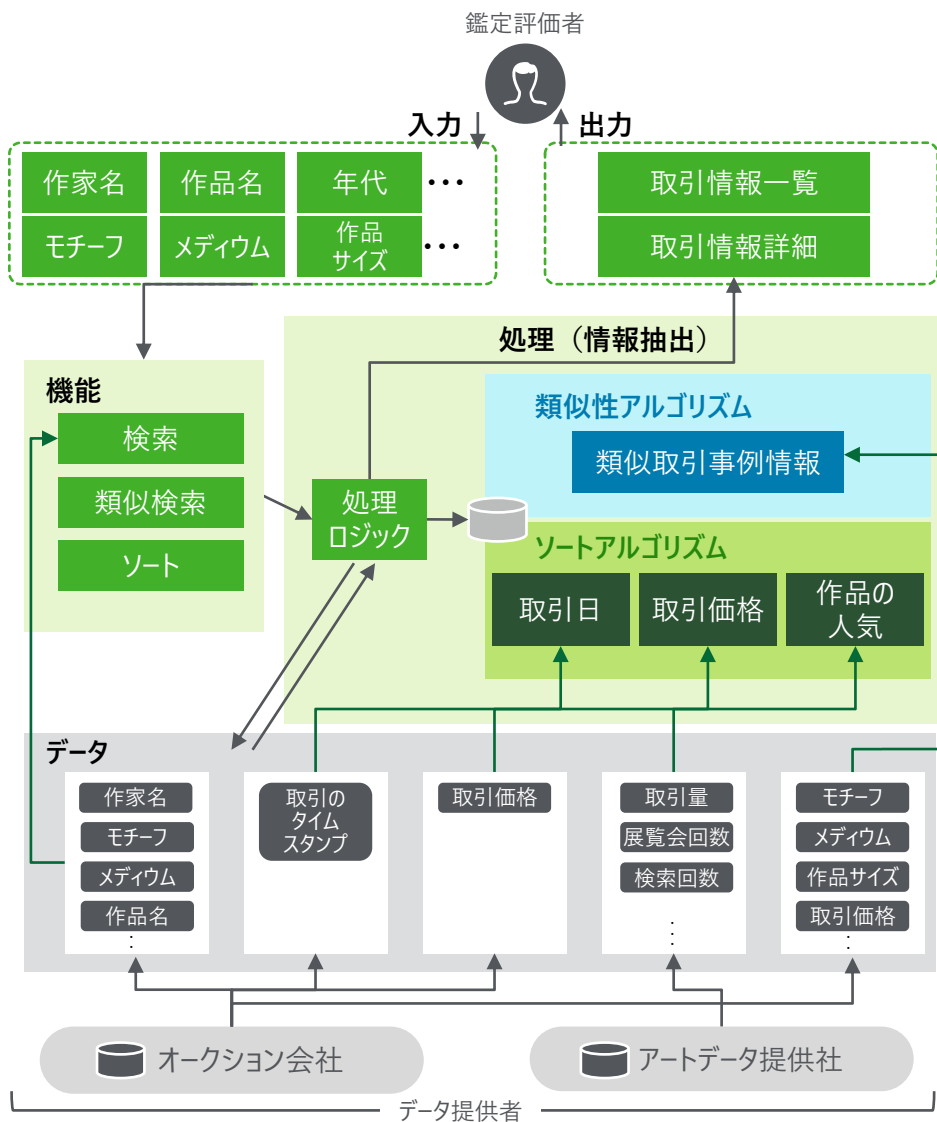 鑑定評価者
入力
出力
作家名
作品名
年代
・・・
モチーフ
メディウム
作品
サイズ
・・・
取引情報一覧
取引情報詳細
処理（情報抽出）
機能
検索
類似検索
ソート
処理
ロジック
類似性アルゴリズム
類似取引事例情報
ソートアルゴリズム
取引日
取引価格
作品の
人気
データ
作家名
モチーフ
メディウム
作品名
⋮
取引の
タイム
スタンプ
取引価格
取引量
展覧会回数
検索回数
⋮
モチーフ
メディウム
作品サイズ
取引価格
⋮
オークション会社
アートデータ提供社
データ提供者